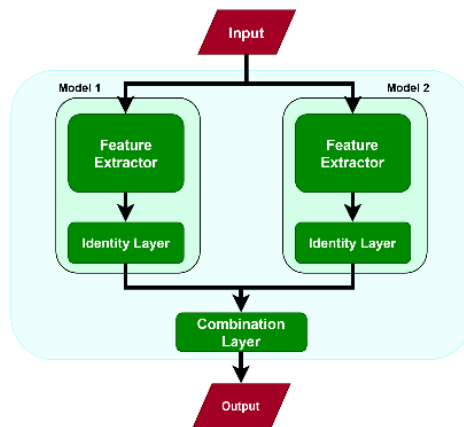 Input
Model 1
Model 2
Feature
Extractor
Feature
Extractor
Identity Layer
Identity Layer
Combination
Layer
Output